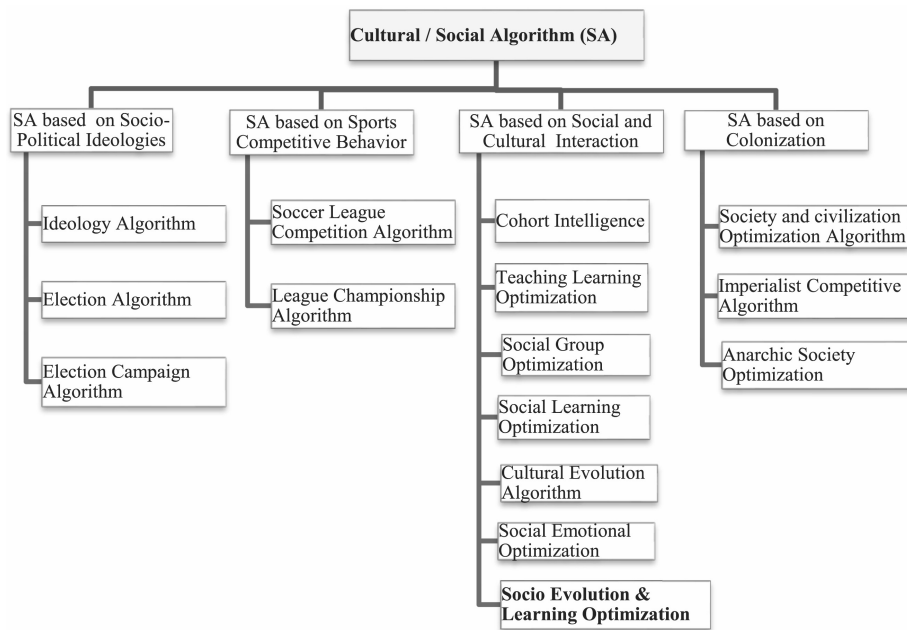 Cultural / Social Algorithm (SA)
SA based on Socio-
Political Ideologies
Ideology Algorithm
Election Algorithm
Election Campaign
Algorithm
SA based on Sports
Competitive Behavior
Soccer League
Competition Algorithm
League Championship
Algorithm
SA based on Social and
Cultural Interaction
Cohort Intelligence
Teaching Learning
Optimization
Social Group
Optimization
Social Learning
Optimization
Cultural Evolution
Algorithm
Social Emotional
Optimization
Socio Evolution &
Learning Optimization
SA based on
Colonization
Society and civilization
Optimization Algorithm
Imperialist Competitive
Algorithm
Anarchic Society
Optimization